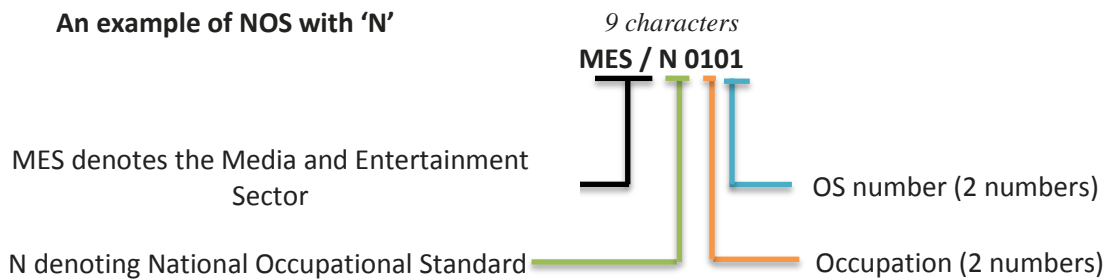 An example of NOS with ‘N’
9 characters
MES / N 0101
MES denotes the Media and Entertainment
Sector
OS number (2 numbers)
N denoting National Occupational Standard
Occupation (2 numbers)